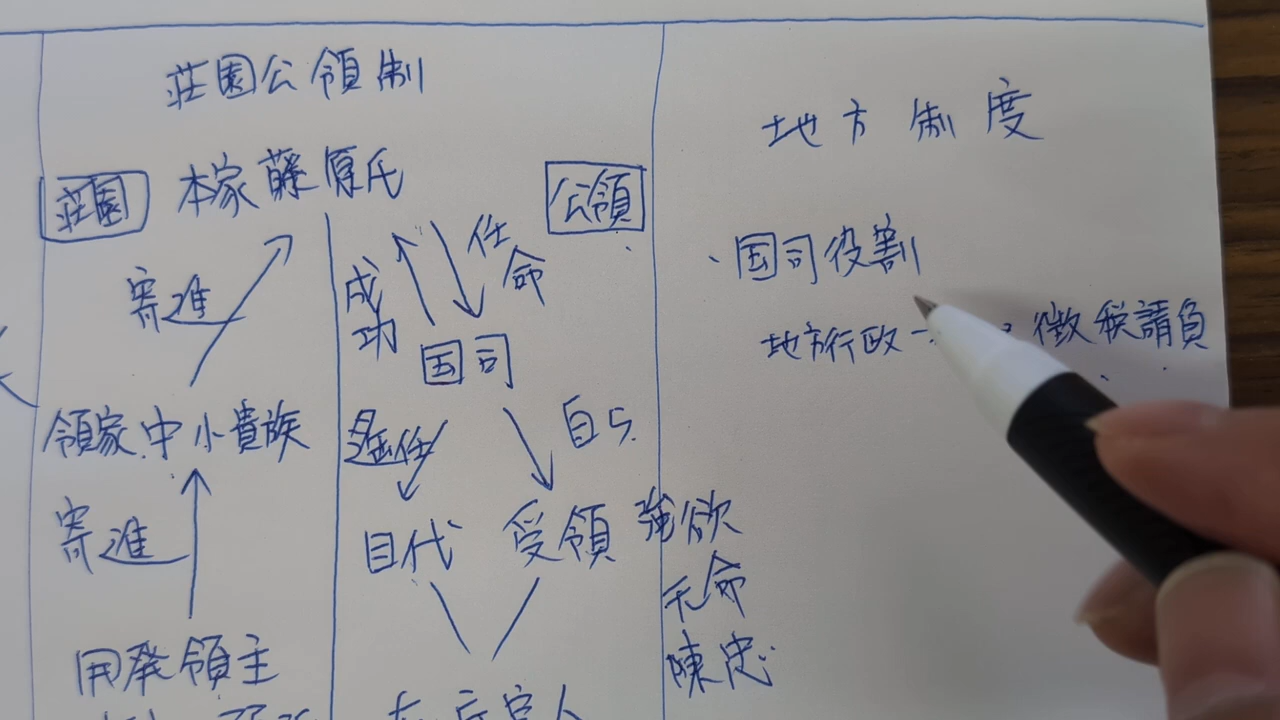 荘園公領制
荘園
本家藤原氏
公領
寄進
成功
任命
国司
領家中小貴族
遥任
自ら
寄進
目代
受領
強欲
元命
陳忠
開発領主
地方制度
・国司役割
地方行政
徴税請負